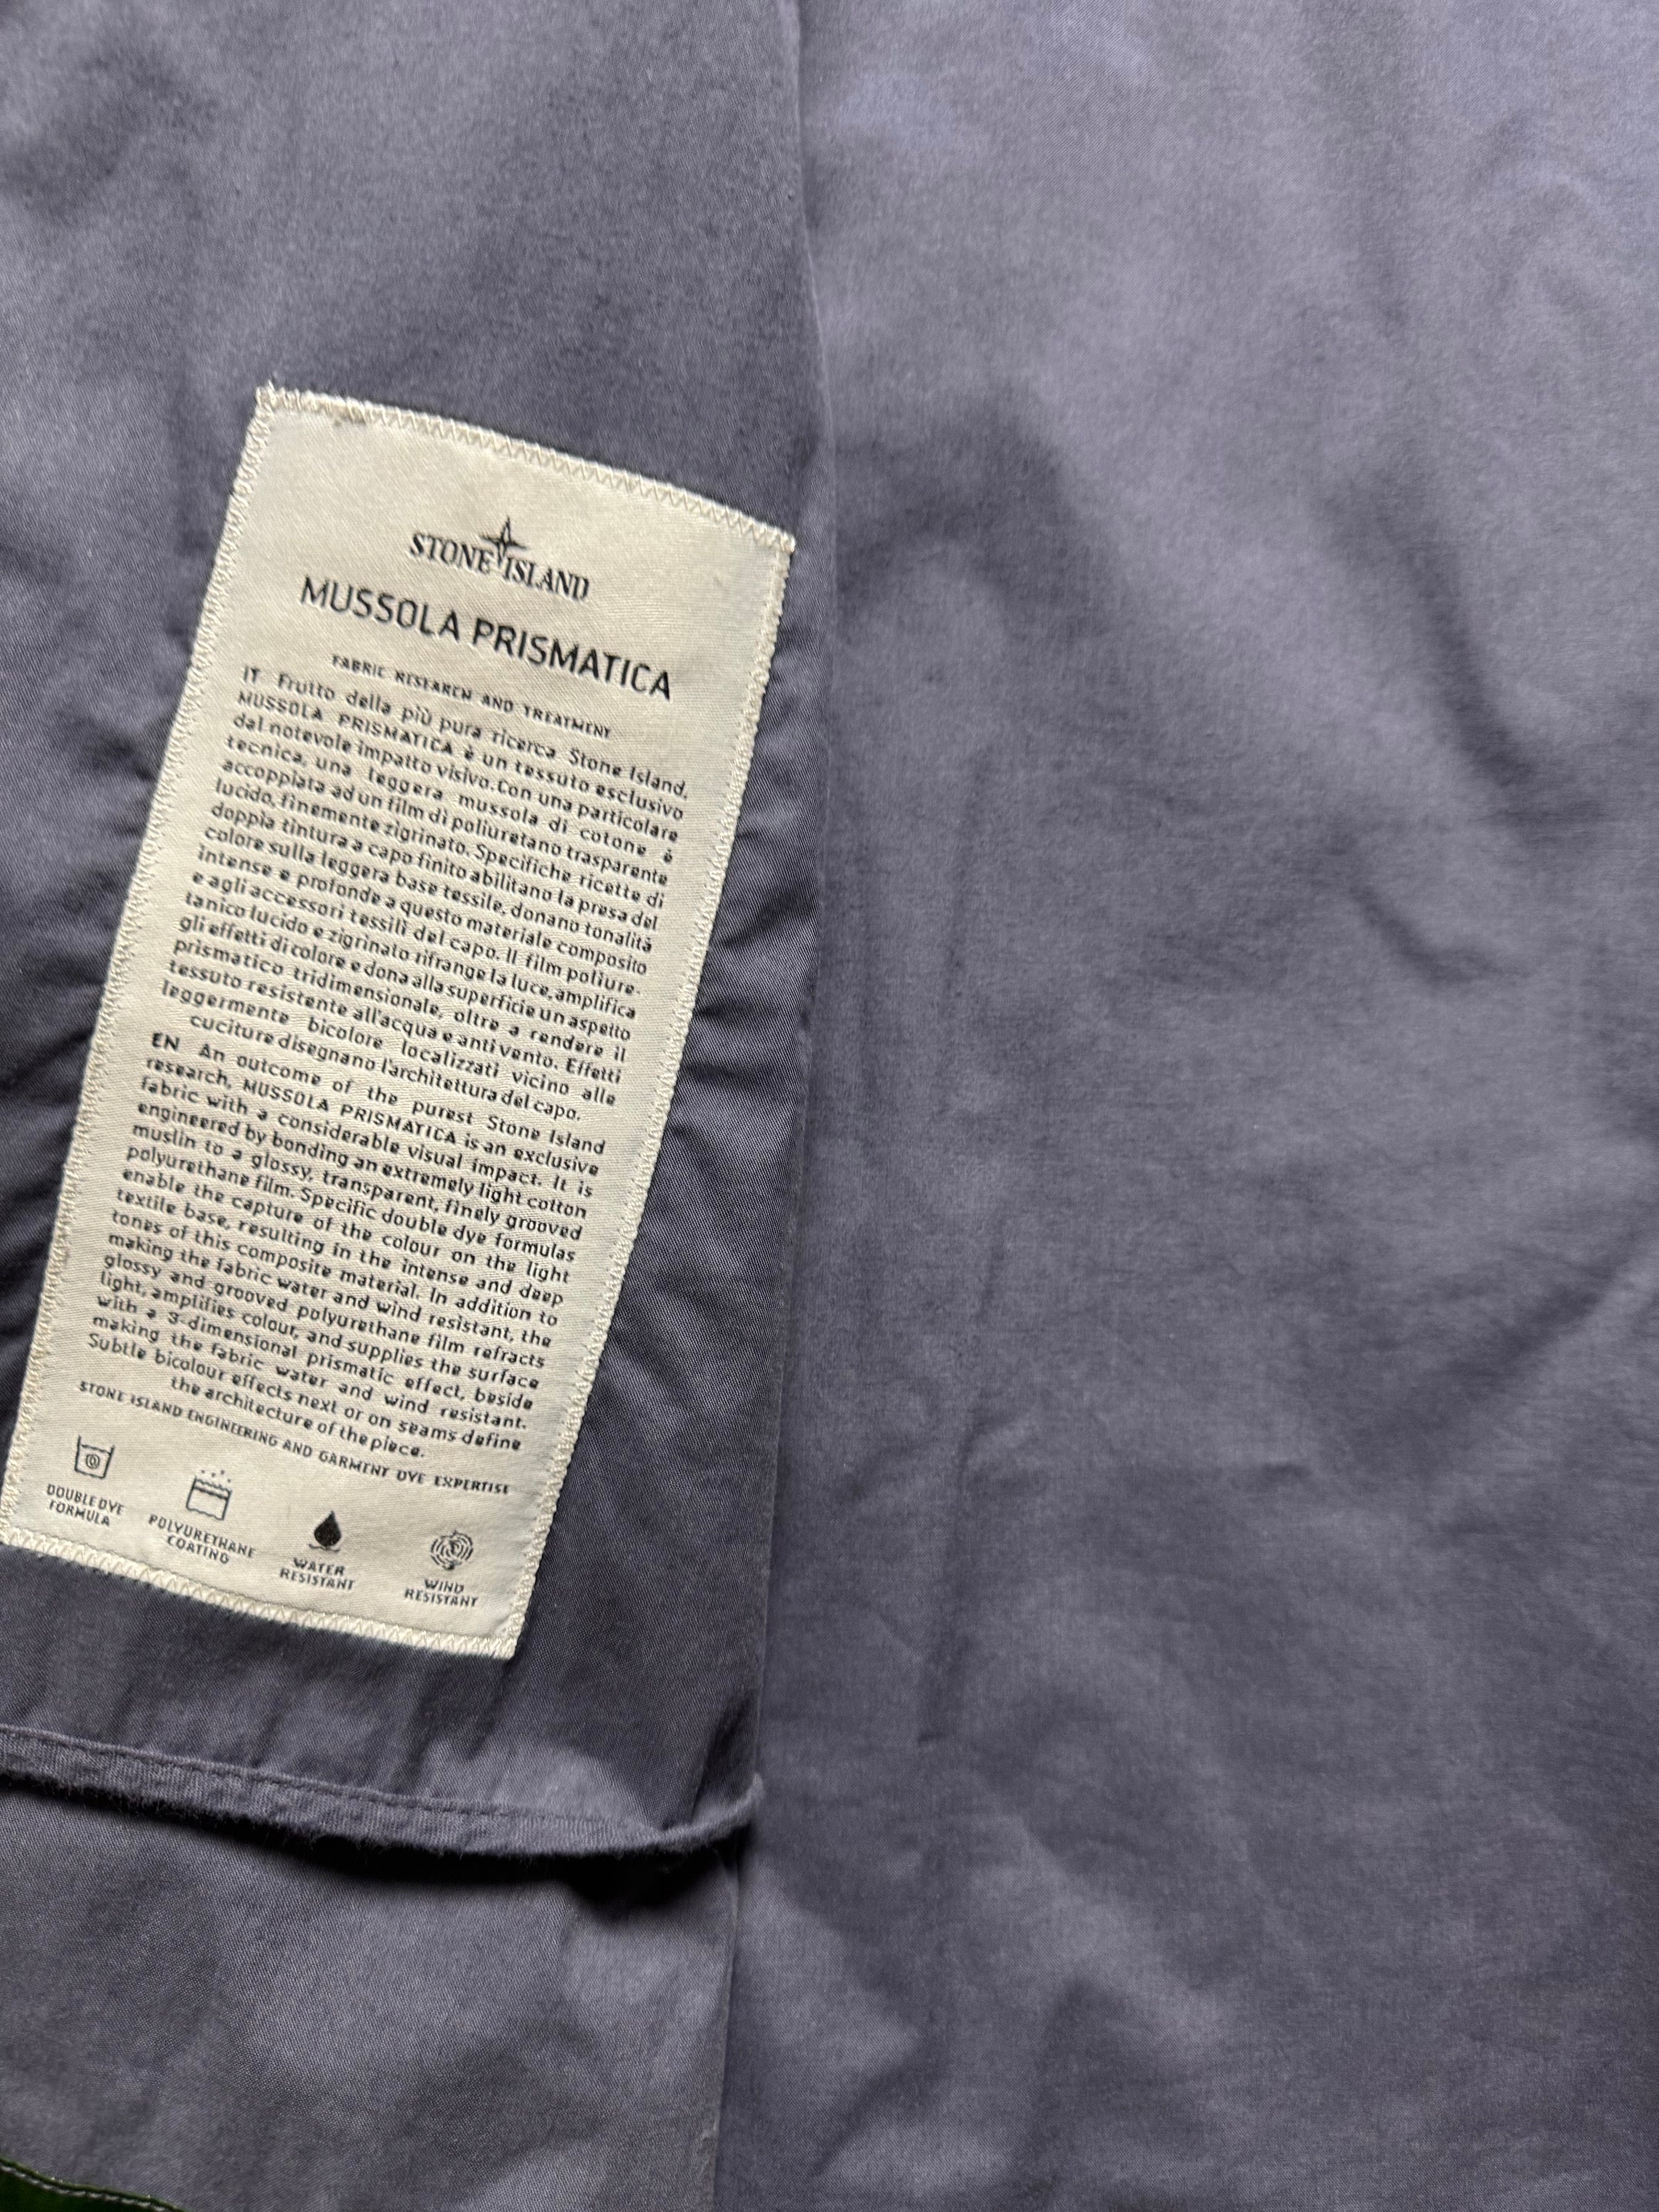 STONE ISLAND
MUSSOLA PRISMATICA
FABRIC RESEARCH AND TREATMENT
IT Frutto della più pura ricerca Stone Island,
MUSSOLA PRISMATICA è un tessuto esclusivo
dal notevole impatto visivo. Con una particolare
tecnica, una leggera mussola di cotone è
accoppiata ad un film di poliuretano trasparente
lucido, finemente zigrinato. Specifiche ricette di
doppia tintura a capo finito abilitano la presa del
colore sulla leggera base tessile, donano tonalità
intense e profonde a questo materiale composito
e agli accessori tessili del capo. Il film poliure-
tanico lucido e zigrinato rifrange la luce, amplifica
gli effetti di colore e dona alla superficie un aspetto
prismatico tridimensionale, oltre a rendere il
tessuto resistente all'acqua e antivento. Effetti
leggermente bicolore localizzati vicino alle
cuciture disegnano l'architettura del capo.
EN An outcome of the purest Stone Island
research, MUSSOLA PRISMATICA is an exclusive
fabric with a considerable visual impact. It is
engineered by bonding an extremely light cotton
muslin to a glossy, transparent, finely grooved
polyurethane film. Specific double dye formulas
enable the capture of the colour on the light
textile base, resulting in the intense and deep
tones of this composite material. In addition to
making the fabric water and wind resistant, the
glossy and grooved polyurethane film refracts
light, amplifies colour, and supplies the surface
with a 3-dimensional prismatic effect, beside
making the fabric water and wind resistant.
Subtle bicolour effects next or on seams define
the architecture of the piece.
STONE ISLAND ENGINEERING AND GARMENT DYE EXPERTISE
DOUBLE DYE
FORMULA
POLYURETHANE
COATING
WATER
RESISTANT
WIND
RESISTANT